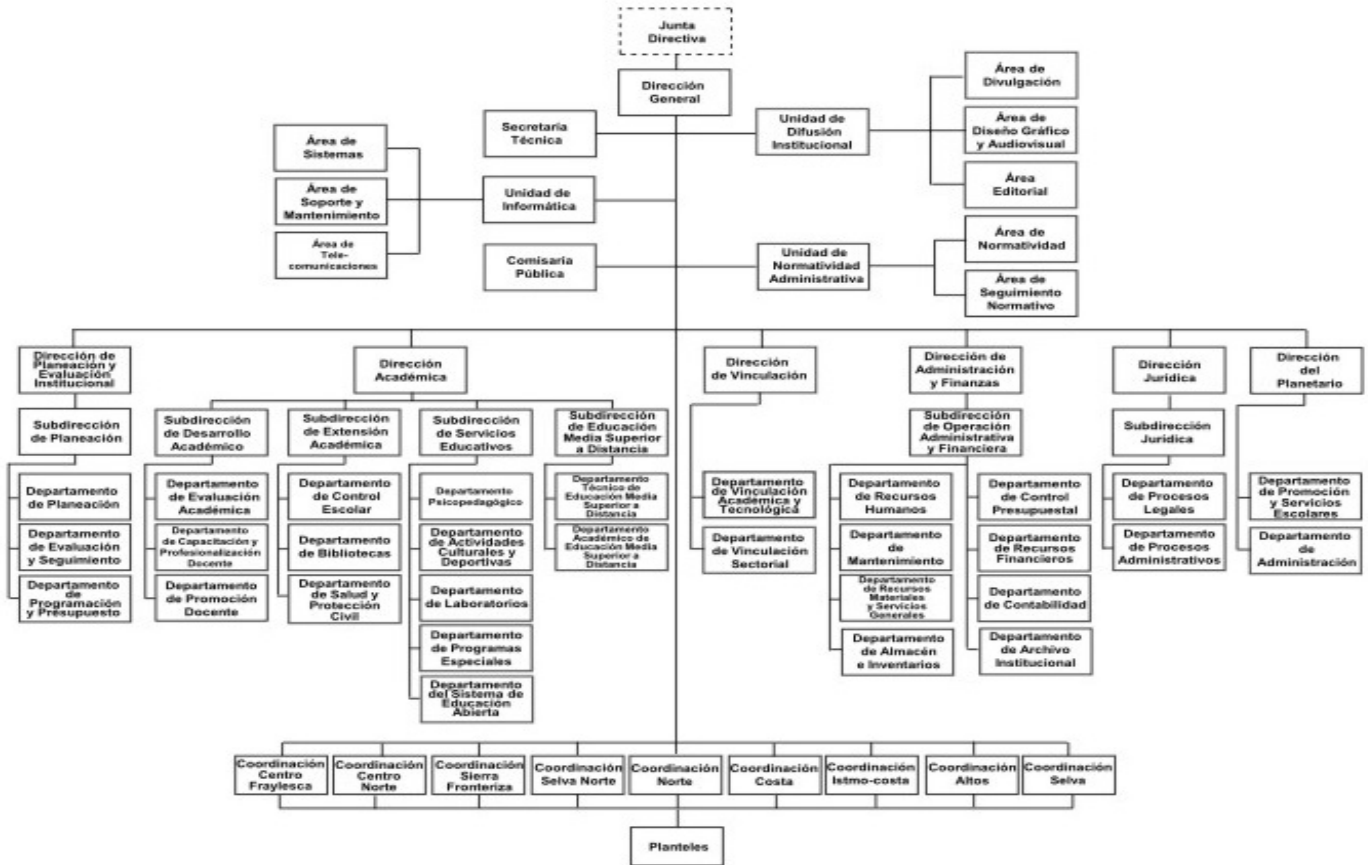 Junta
Directiva
Dirección
General
Secretaría
Técnica
Unidad de
Difusión
Institucional
Área de
Divulgación
Área de
Diseño Gráfico
y Audiovisual
Área
Editorial
Área de
Sistemas
Área de
Soporte y
Mantenimiento
Área de
Tele-
comunicaciones
Unidad de
Informática
Comisaría
Pública
Unidad de
Normatividad
Administrativa
Área de
Normatividad
Área de
Seguimiento
Normativo
Dirección de
Planeación y
Evaluación
Institucional
Dirección
Académica
Dirección
de Vinculación
Dirección de
Administración
y Finanzas
Dirección
Jurídica
Dirección
del
Planetario
Subdirección
de Planeación
Subdirección
de Desarrollo
Académico
Subdirección
de Extensión
Académica
Subdirección
de Servicios
Educativos
Subdirección
de Educación
Media Superior
a Distancia
Subdirección
de Operación
Administrativa
y Financiera
Subdirección
Jurídica
Departamento
de Planeación
Departamento
de Evaluación
y Seguimiento
Departamento
de
Programación
y Presupuesto
Departamento
de Evaluación
Académica
Departamento
de Capacitación y
Profesionalización
Docente
Departamento
de Promoción
Docente
Departamento
de Control
Escolar
Departamento
de Bibliotecas
Departamento
de Salud y
Protección
Civil
Departamento
Psicopedagógico
Departamento
de Actividades
Culturales y
Deportivas
Departamento
de Laboratorios
Departamento
de Programas
Especiales
Departamento
del Sistema de
Educación
Abierta
Departamento
Técnico de
Educación Media
Superior a
Distancia
Departamento
Académico de
Educación Media
Superior a
Distancia
Departamento
de Vinculación
Académica y
Tecnológica
Departamento
de Vinculación
Sectorial
Departamento
de Recursos
Humanos
Departamento
de
Mantenimiento
Departamento
de Recursos
Materiales
y Servicios
Generales
Departamento
de Almacén
e Inventarios
Departamento
de Control
Presupuestal
Departamento
de Recursos
Financieros
Departamento
de Contabilidad
Departamento
de Archivo
Institucional
Departamento
de Procesos
Legales
Departamento
de Procesos
Administrativos
Departamento
de Promoción
y Servicios
Escolares
Departamento
de
Administración
Coordinación
Centro
Fraylesca
Coordinación
Centro
Norte
Coordinación
Sierra
Fronteriza
Coordinación
Selva Norte
Coordinación
Norte
Coordinación
Costa
Coordinación
Istmo-costa
Coordinación
Altos
Coordinación
Selva
Planteles